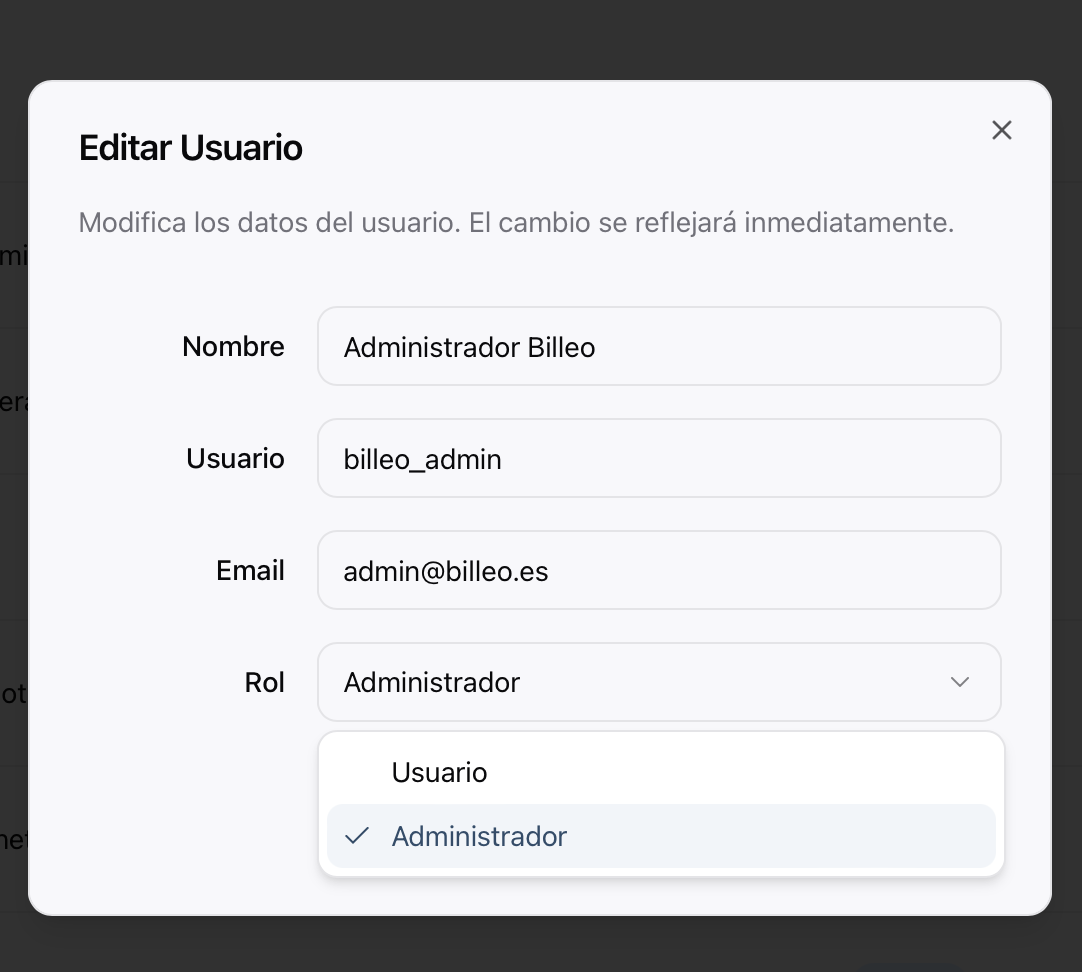 Editar Usuario
Modifica los datos del usuario. El cambio se reflejará inmediatamente.
Nombre
Administrador Billeo
Usuario
billeo_admin
Email
admin@billeo.es
Rol
Administrador
Usuario
Administrador